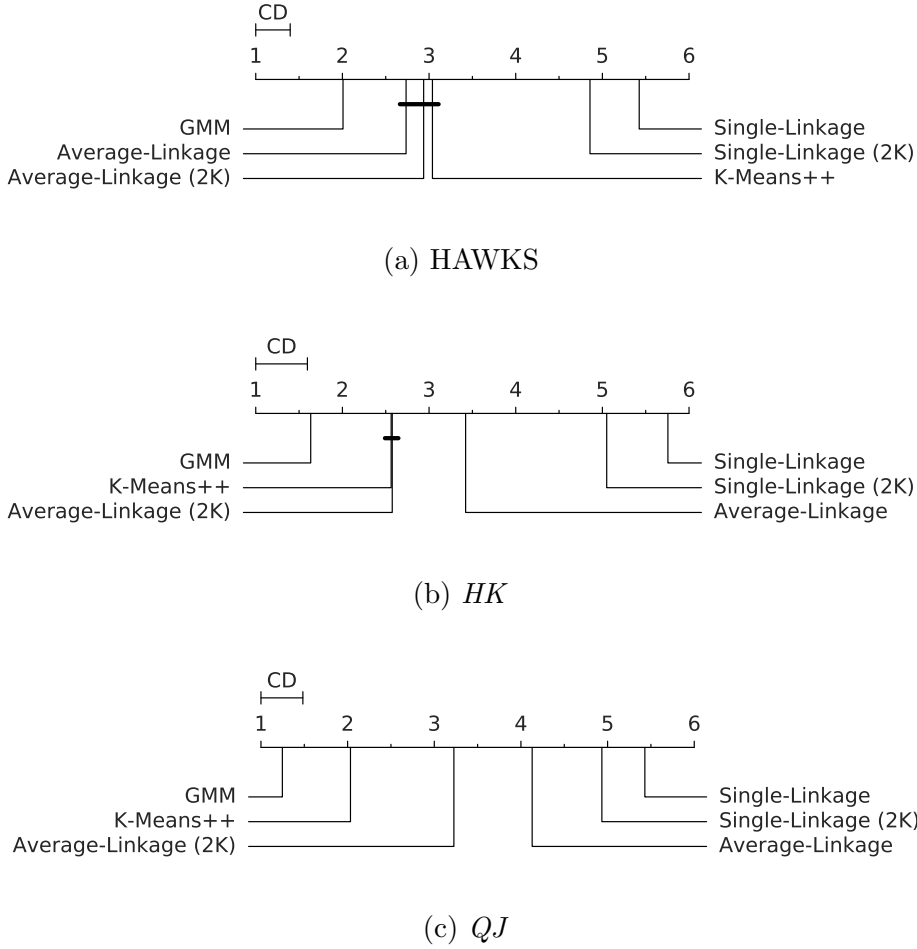 CD
1 2 3 4 5 6
GMM Single-Linkage
Average-Linkage Single-Linkage (2K)
Average-Linkage (2K) K-Means++
(a) HAWKS
CD
1 2 3 4 5 6
GMM Single-Linkage
K-Means++ Single-Linkage (2K)
Average-Linkage (2K) Average-Linkage
(b) HK
CD
1 2 3 4 5 6
GMM Single-Linkage
K-Means++ Single-Linkage (2K)
Average-Linkage (2K) Average-Linkage
(c) QJ